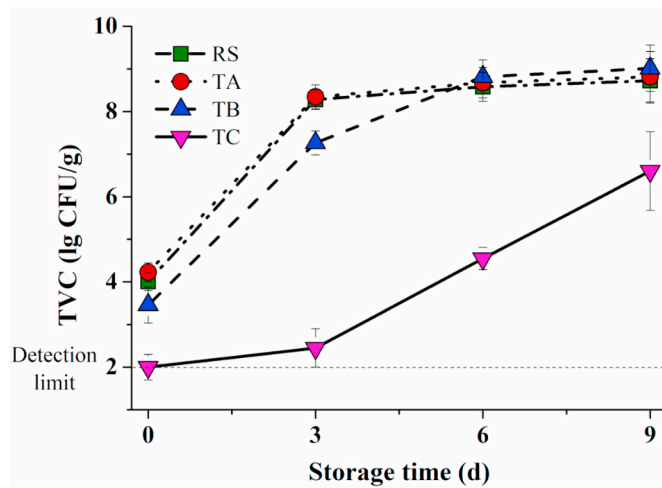 10
8
6
4
2
RS
TA
TB
TC
TVC (lg CFU/g)
Detection
limit
0 3 6 9
Storage time (d)